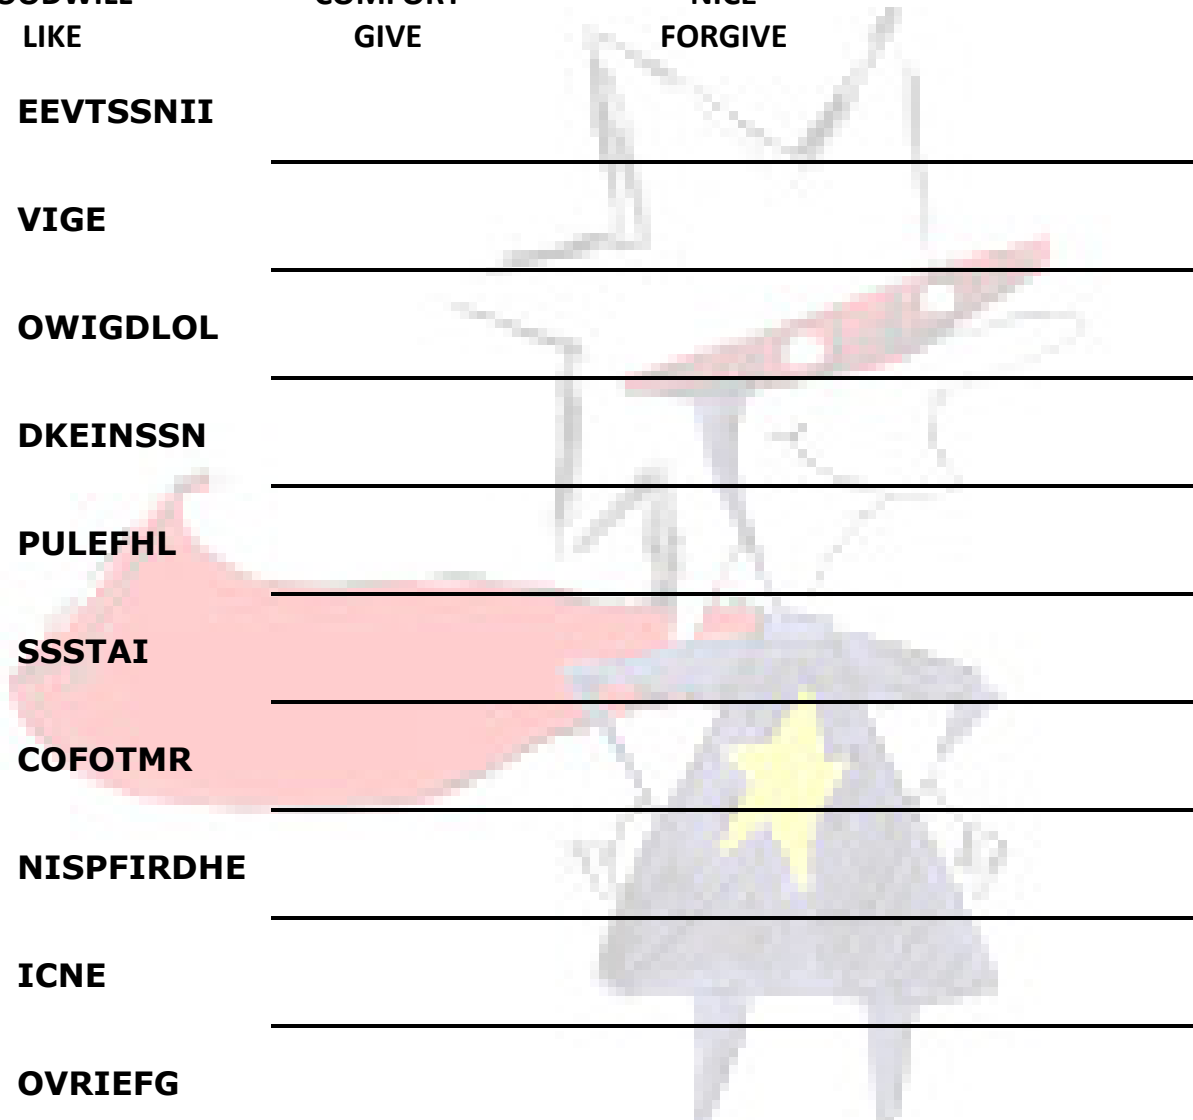 LIKE GIVE FORGIVE
EEVTSSNII
VIGE
OWIGDLOL
DKEINSSN
PULEFHL
SSSTAI
COFOTMR
NISPFIRDHE
ICNE
OVRIEFG